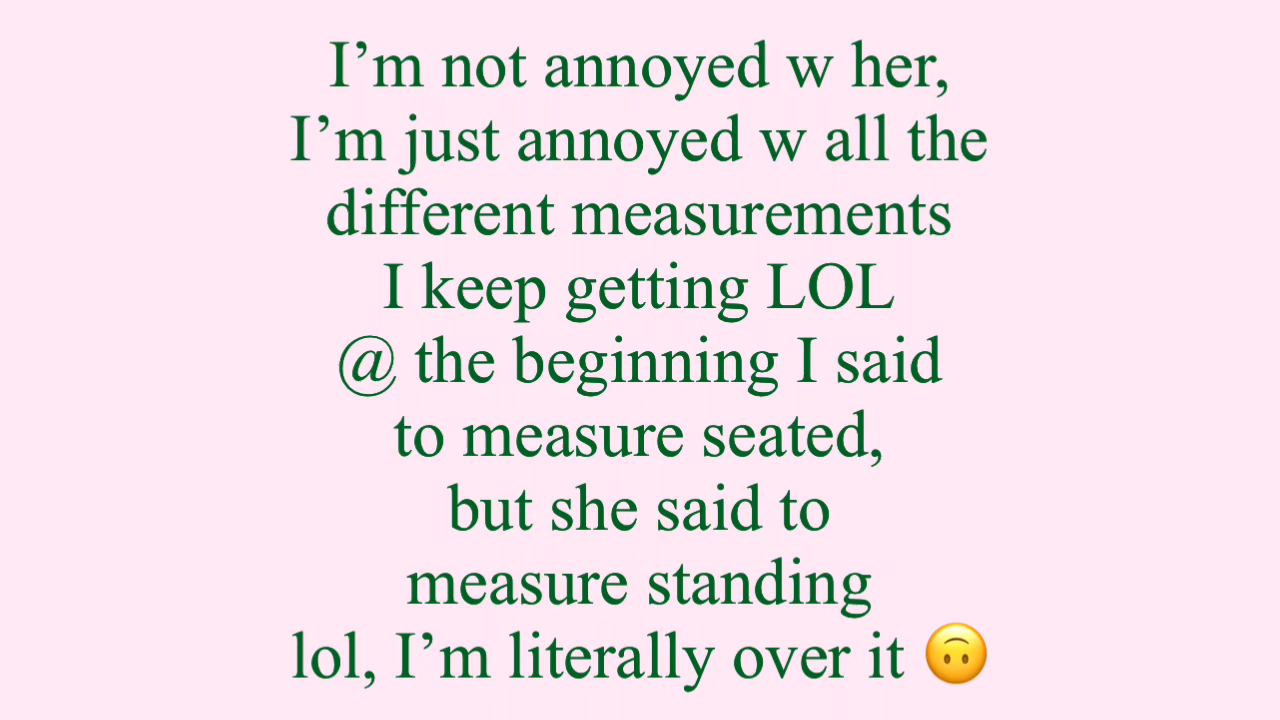 I’m not annoyed w her,
I’m just annoyed w all the
different measurements
I keep getting LOL
@ the beginning I said
to measure seated,
but she said to
measure standing
lol, I’m literally over it 🙃